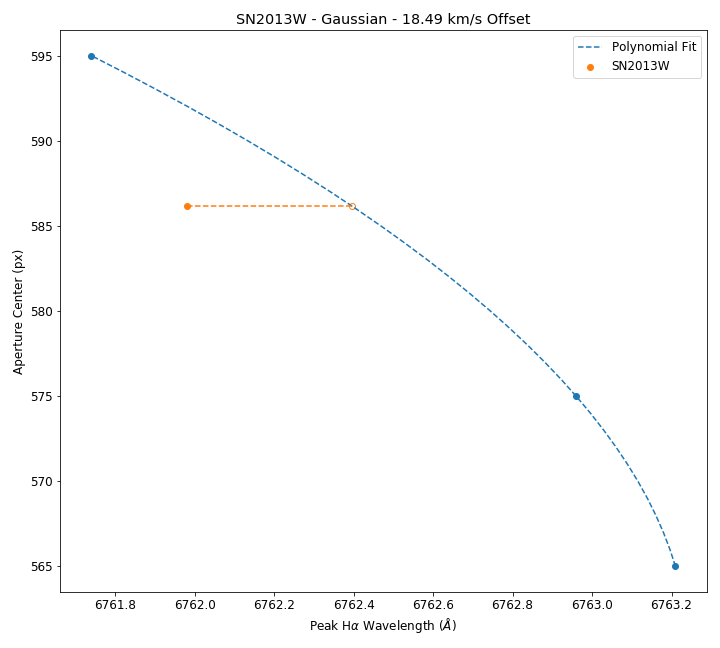 SN2013W - Gaussian - 18.49 km/s Offset
Polynomial Fit
SN2013W
Aperture Center (px)
595
590
585
580
575
570
565
6761.8 6762.0 6762.2 6762.4 6762.6 6762.8 6763.0 6763.2
Peak Hα Wavelength (Å)